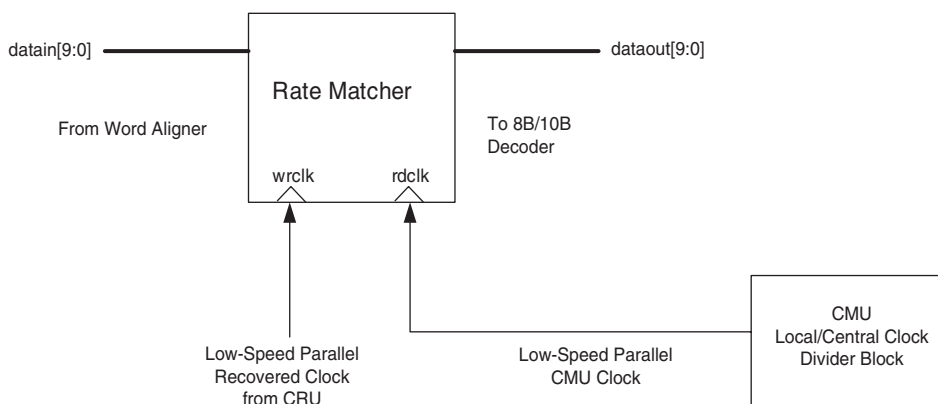 datain[9:0]
dataout[9:0]
Rate Matcher
From Word Aligner
To 8B/10B
Decoder
wrclk
rdclk
CMU
Local/Central Clock
Divider Block
Low-Speed Parallel
Recovered Clock
from CRU
Low-Speed Parallel
CMU Clock